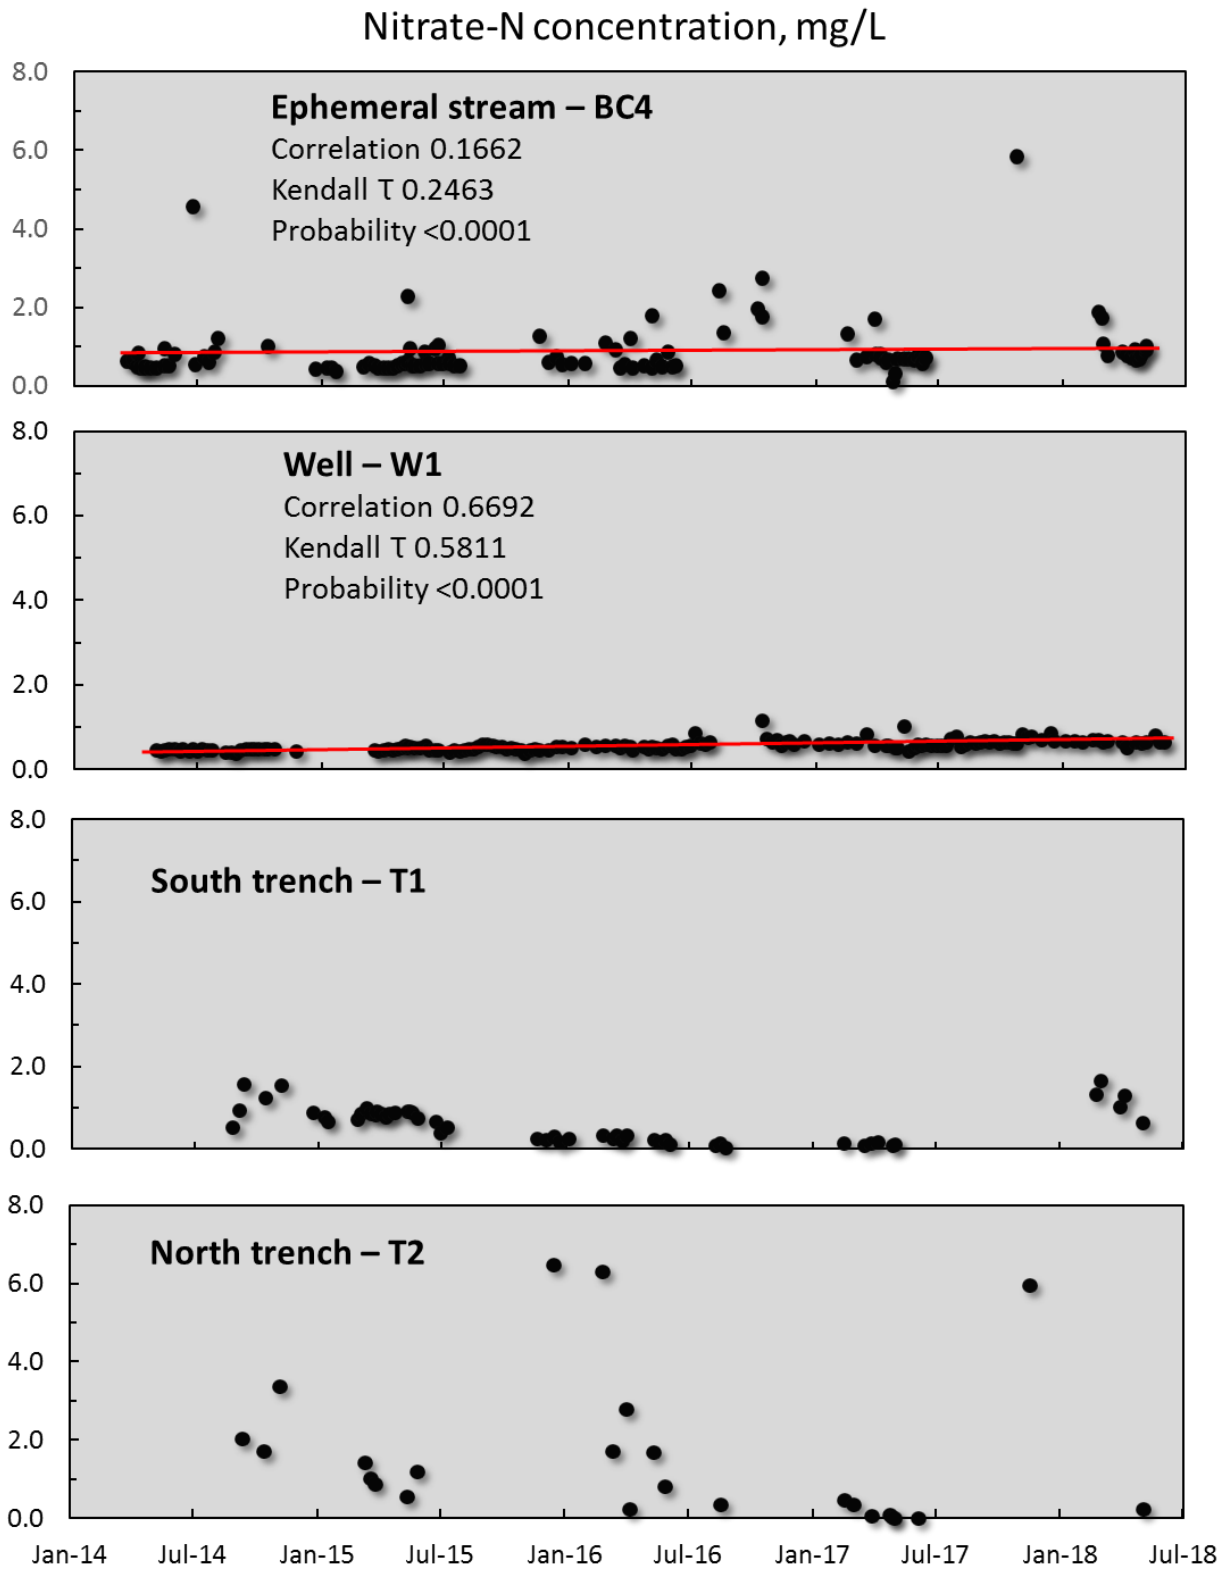 Nitrate-N concentration, mg/L
8.0
6.0
4.0
2.0
0.0
Ephemeral stream – BC4
Correlation 0.1662
Kendall Τ 0.2463
Probability <0.0001
8.0
6.0
4.0
2.0
0.0
Well – W1
Correlation 0.6692
Kendall Τ 0.5811
Probability <0.0001
8.0
6.0
4.0
2.0
0.0
South trench – T1
8.0
6.0
4.0
2.0
0.0
North trench – T2
Jan-14 Jul-14 Jan-15 Jul-15 Jan-16 Jul-16 Jan-17 Jul-17 Jan-18 Jul-18